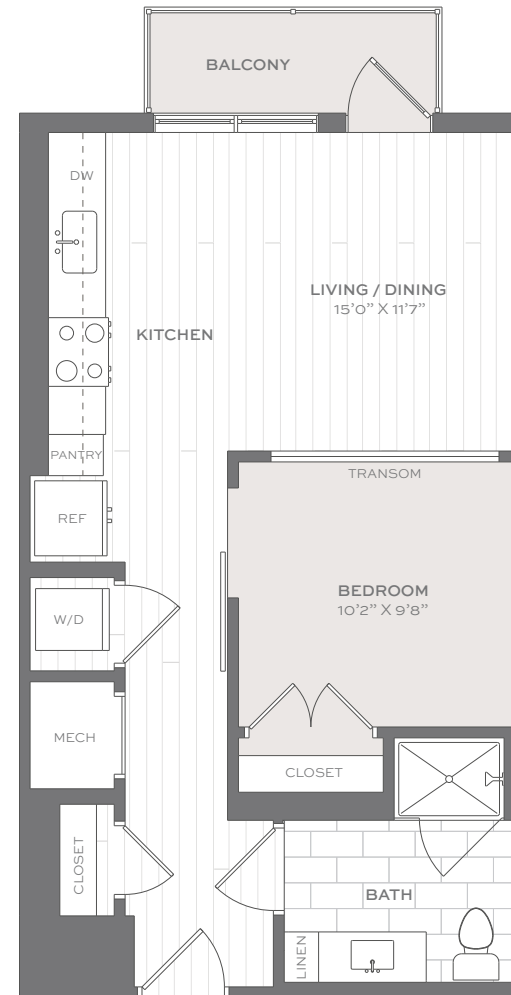 BALCONY
DW
LIVING / DINING
15'0" X 11'7"
KITCHEN
PANTRY
TRANSOM
REF
BEDROOM
10'2" X 9'8"
W/D
MECH
CLOSET
CLOSET
BATH
LINEN